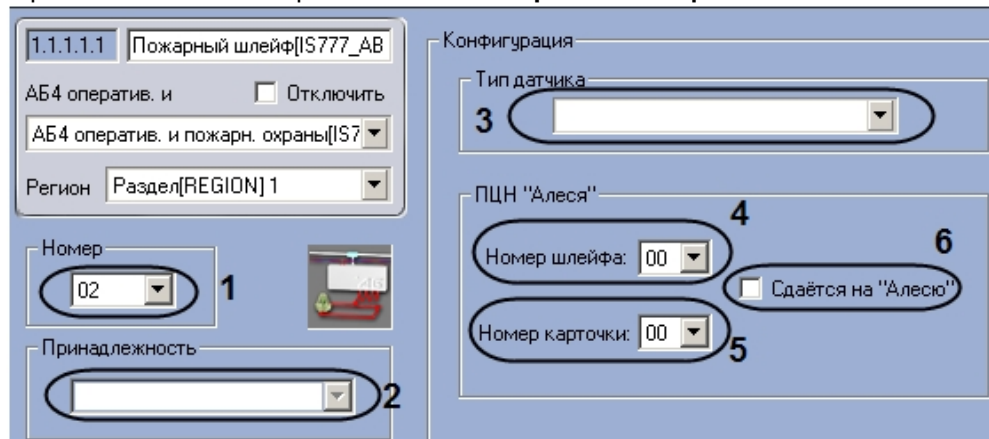 1.1.1.1.1 Пожарный шлейф[IS777_AB
АБ4 оператив. и Отключить
АБ4 оператив. и пожарн. охраны[IS7
Регион Раздел[REGION] 1
Номер
02 1
Принадлежность
2
Конфигурация
Тип датчика
3
ПЦН "Алеся"
4
Номер шлейфа: 00
6
Сдаётся на "Алесю"
Номер карточки: 00
5